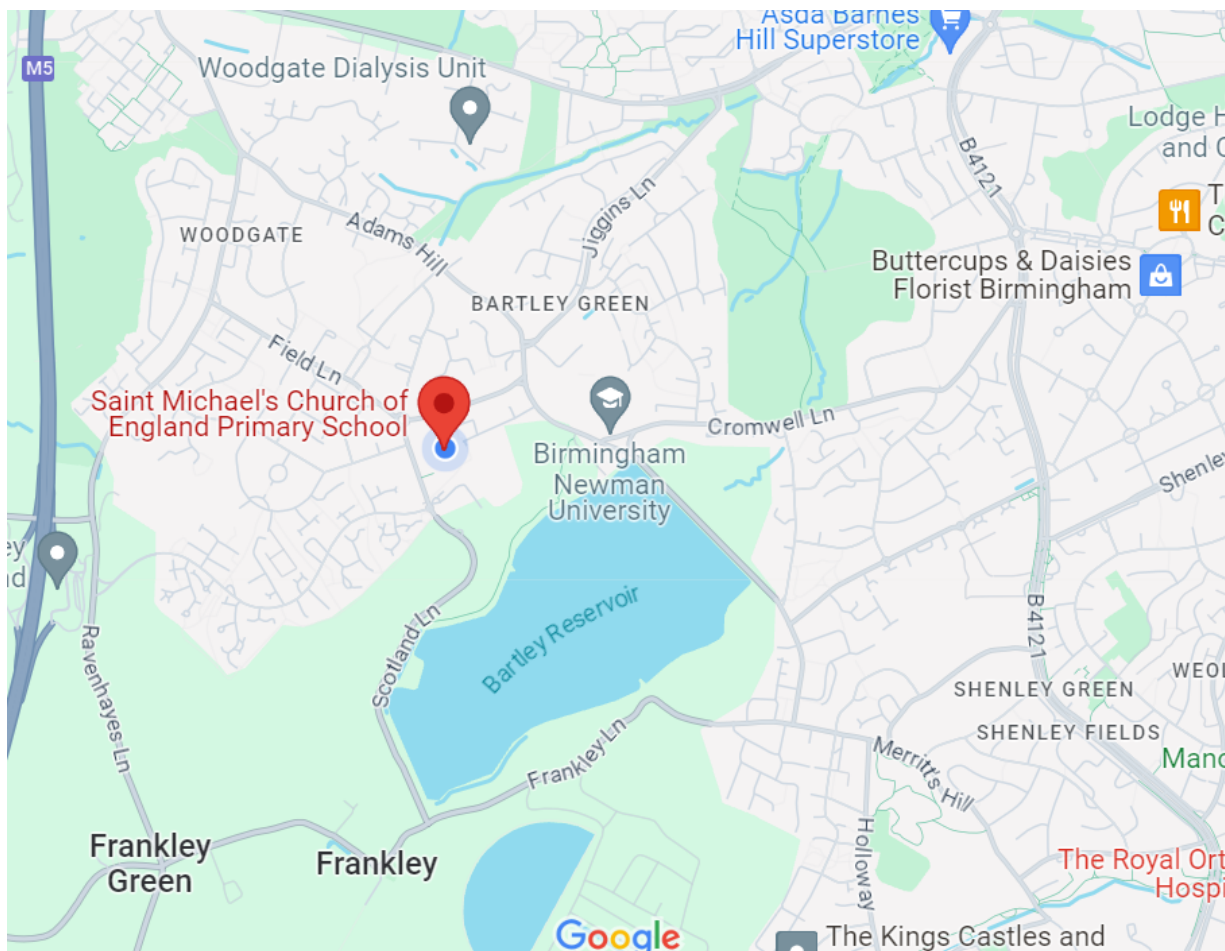 Asda Barnes
Hill Superstore
M5
Woodgate Dialysis Unit
Lodge H
and C
B4121
T
C
Jiggins Ln
WOODGATE
Adams Hill
Buttercups & Daisies
Florist Birmingham
BARTLEY GREEN
Field Ln
Saint Michael's Church of
England Primary School
Cromwell Ln
Birmingham
Newman
University
Shenley
ey
nd
B4121
Bartley Reservoir
Scotland Ln
Ravenhayes Ln
WEOL
SHENLEY GREEN
SHENLEY FIELDS
Frankley Ln
Merritt's Hill
Mano
Frankley
Green
Frankley
Holloway
The Royal Ort
Hospi
Google
The Kings Castles and